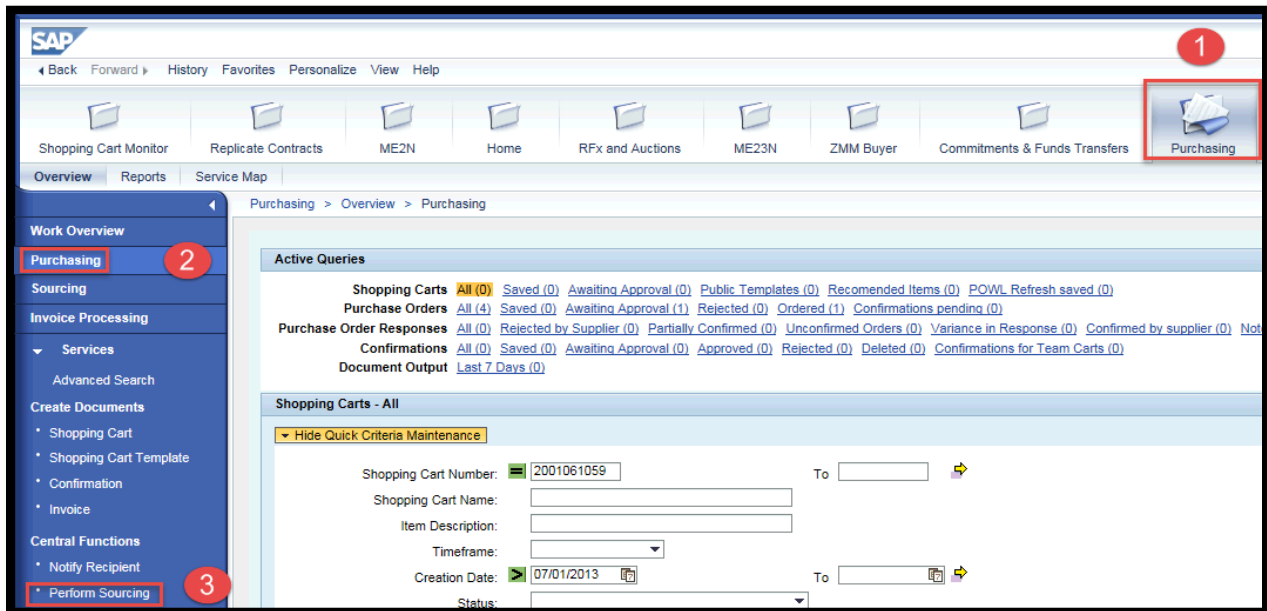 SAP
1
Back Forward History Favorites Personalize View Help
Shopping Cart Monitor Replicate Contracts ME2N Home RFx and Auctions ME23N ZMM Buyer Commitments & Funds Transfers Purchasing
Overview Reports Service Map
Purchasing > Overview > Purchasing
Work Overview
Purchasing 2
Sourcing
Invoice Processing
Services
Advanced Search
Create Documents
Shopping Cart
Shopping Cart Template
Confirmation
Invoice
Central Functions
Notify Recipient
Perform Sourcing 3
Active Queries
Shopping Carts All (0) Saved (0) Awaiting Approval (0) Public Templates (0) Recomended Items (0) POWL Refresh saved (0)
Purchase Orders All (4) Saved (0) Awaiting Approval (1) Rejected (0) Ordered (1) Confirmations pending (0)
Purchase Order Responses All (0) Rejected by Supplier (0) Partially Confirmed (0) Unconfirmed Orders (0) Variance in Response (0) Confirmed by supplier (0) Not
Confirmations All (0) Saved (0) Awaiting Approval (0) Approved (0) Rejected (0) Deleted (0) Confirmations for Team Carts (0)
Document Output Last 7 Days (0)
Shopping Carts - All
Hide Quick Criteria Maintenance
Shopping Cart Number: 2001061059 To
Shopping Cart Name:
Item Description:
Timeframe:
Creation Date: 07/01/2013 To
Status: